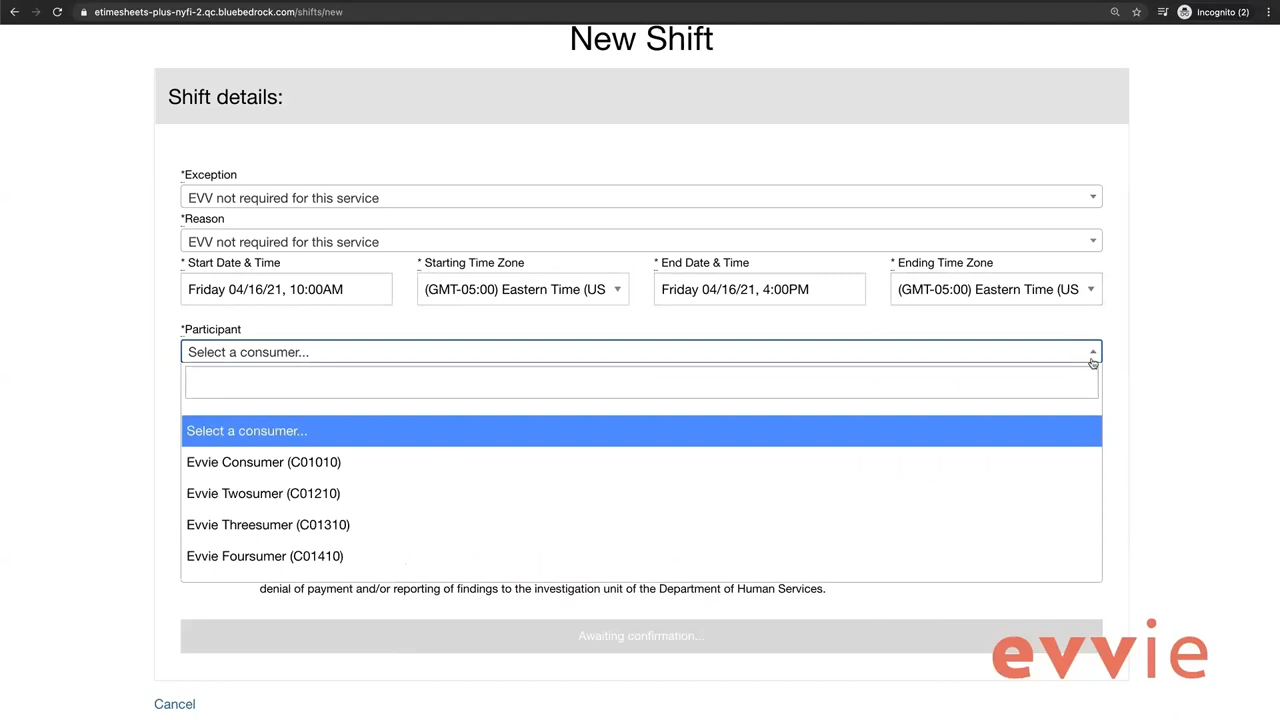 etimesheets-plus-nyfi-2.qc.bluebedrock.com/shifts/new
Incognito (2)
New Shift
Shift details:
*Exception
EVV not required for this service
*Reason
EVV not required for this service
* Start Date & Time
* Starting Time Zone
* End Date & Time
* Ending Time Zone
Friday 04/16/21, 10:00AM
(GMT-05:00) Eastern Time (US
Friday 04/16/21, 4:00PM
(GMT-05:00) Eastern Time (US
*Participant
Select a consumer...
Select a consumer...
Evvie Consumer (C01010)
Evvie Twosumer (C01210)
Evvie Threesumer (C01310)
Evvie Foursumer (C01410)
denial of payment and/or reporting of findings to the investigation unit of the Department of Human Services.
Awaiting confirmation...
evvie
Cancel